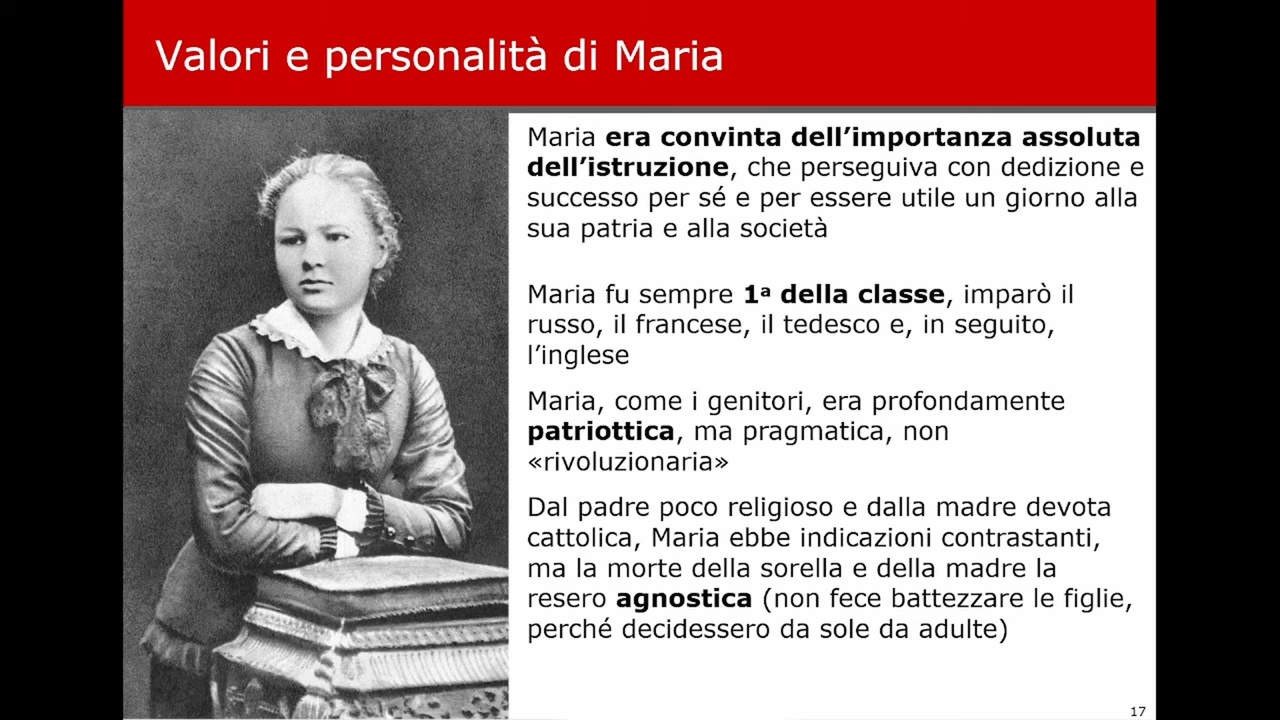 Valori e personalità di Maria
Maria era convinta dell’importanza assoluta
dell’istruzione, che perseguiva con dedizione e
successo per sé e per essere utile un giorno alla
sua patria e alla società
Maria fu sempre 1ª della classe, imparò il
russo, il francese, il tedesco e, in seguito,
l’inglese
Maria, come i genitori, era profondamente
patriottica, ma pragmatica, non
«rivoluzionaria»
Dal padre poco religioso e dalla madre devota
cattolica, Maria ebbe indicazioni contrastanti,
ma la morte della sorella e della madre la
resero agnostica (non fece battezzare le figlie,
perché decidessero da sole da adulte)
17